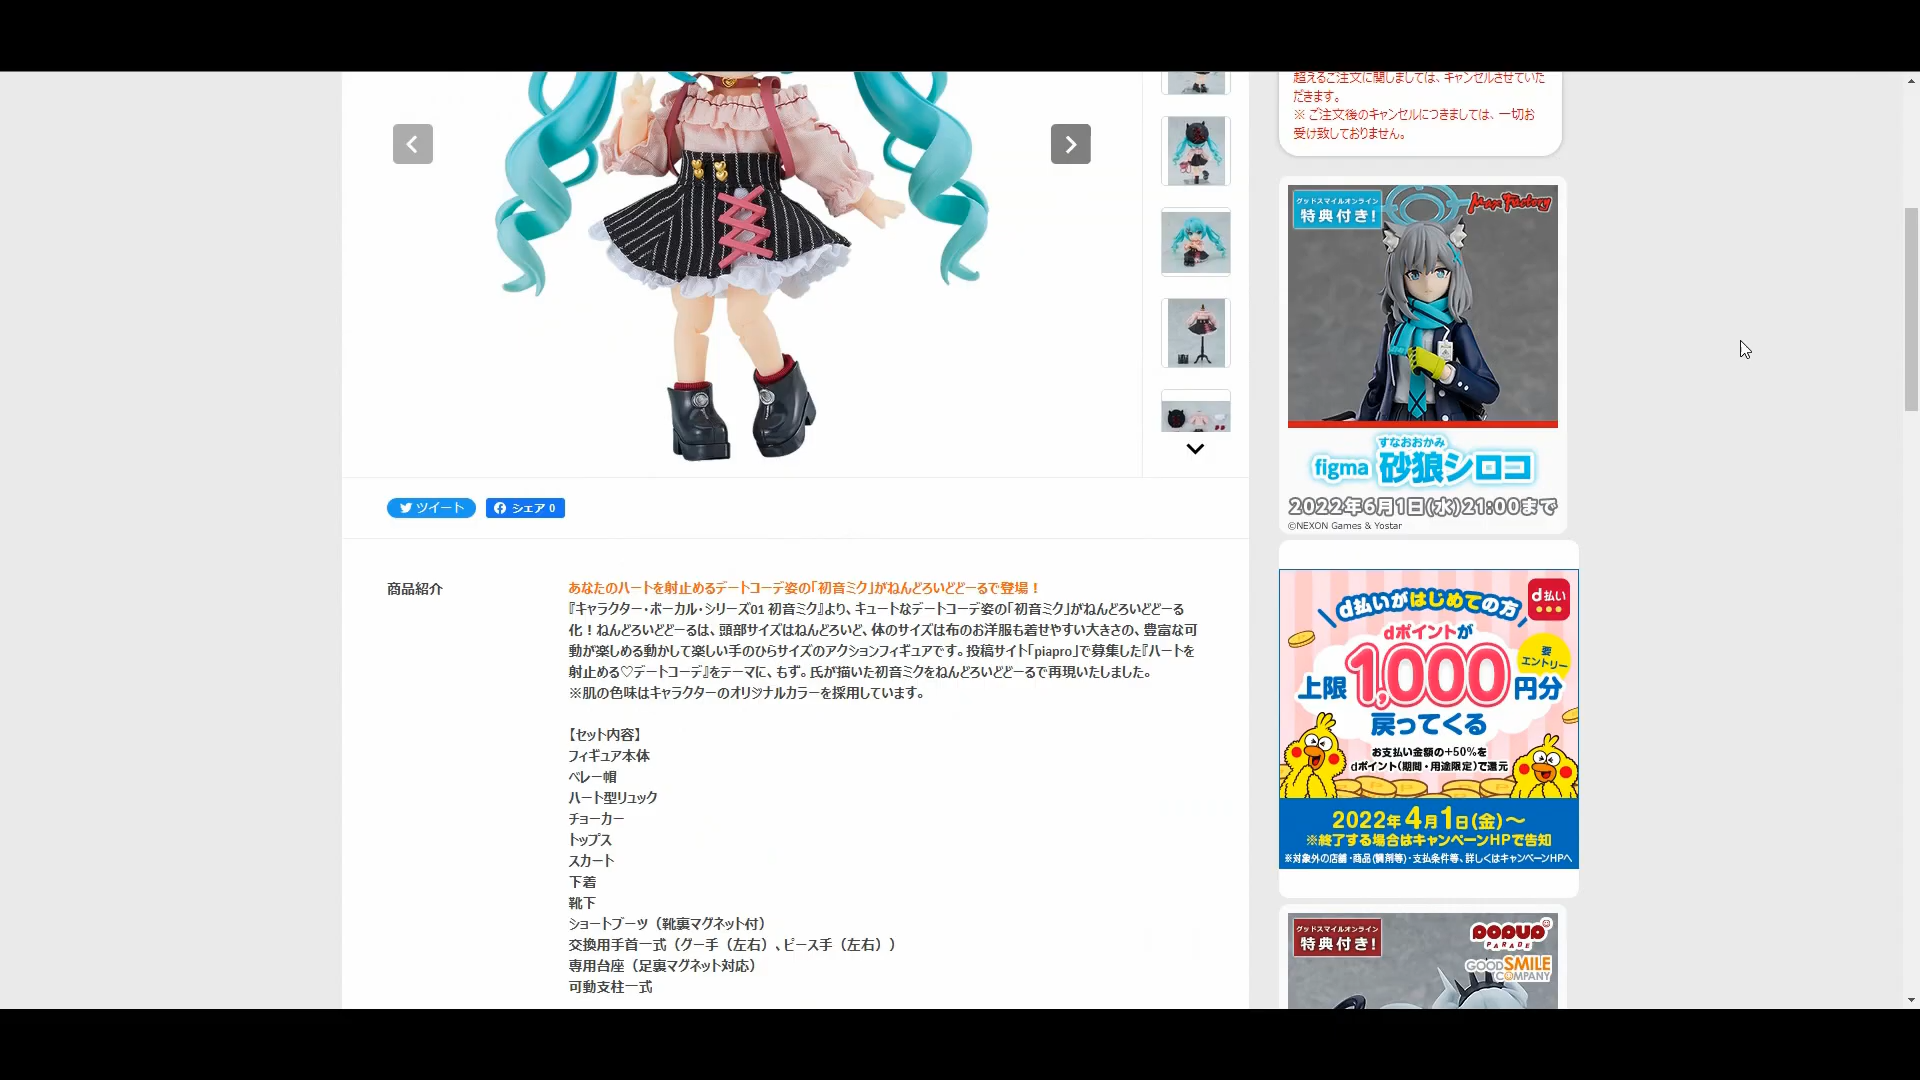 超えるご注文に関しましては、キャンセルさせていた
だきます。
※ ご注文後のキャンセルにつきましては、一切お
受け致しておりません。
グッドスマイルオンライン
特典付き!
Max Factory
すなおおかみ
figma 砂狼シロコ
2022年6月1日(水)21:00まで
©NEXON Games & Yostar
ツイート
シェア 0
商品紹介
あなたのハートを射止めるデートコーデ姿の「初音ミク」がねんどろいどどーるで登場！
『キャラクター・ボーカル・シリーズ01 初音ミク』より、キュートなデートコーデ姿の「初音ミク」がねんどろいどどーる
化！ねんどろいどどーるは、頭部サイズはねんどろいど、体のサイズは布のお洋服も着せやすい大きさの、豊富な可
動が楽しめる動かして楽しい手のひらサイズのアクションフィギュアです。投稿サイト「piapro」で募集した『ハートを
射止める♡デートコーデ』をテーマに、もず。氏が描いた初音ミクをねんどろいどどーるで再現いたしました。
※肌の色味はキャラクターのオリジナルカラーを採用しています。
【セット内容】
フィギュア本体
ベレー帽
ハート型リュック
チョーカー
トップス
スカート
下着
靴下
ショートブーツ（靴裏マグネット付）
交換用手首一式（グー手（左右）、ピース手（左右））
専用台座（足裏マグネット対応）
可動支柱一式
d払いがはじめての方
d払い
dポイントが
要
エントリー
上限1,000円分
戻ってくる
お支払い金額の+50%を
dポイント(期間・用途限定)で還元
2022年4月1日(金)～
※終了する場合はキャンペーンHPで告知
※対象外の店舗・商品(調剤等)・支払条件等、詳しくはキャンペーンHPへ
グッドスマイルオンライン
特典付き!
POP UP
PARADE
GOOD SMILE
COMPANY